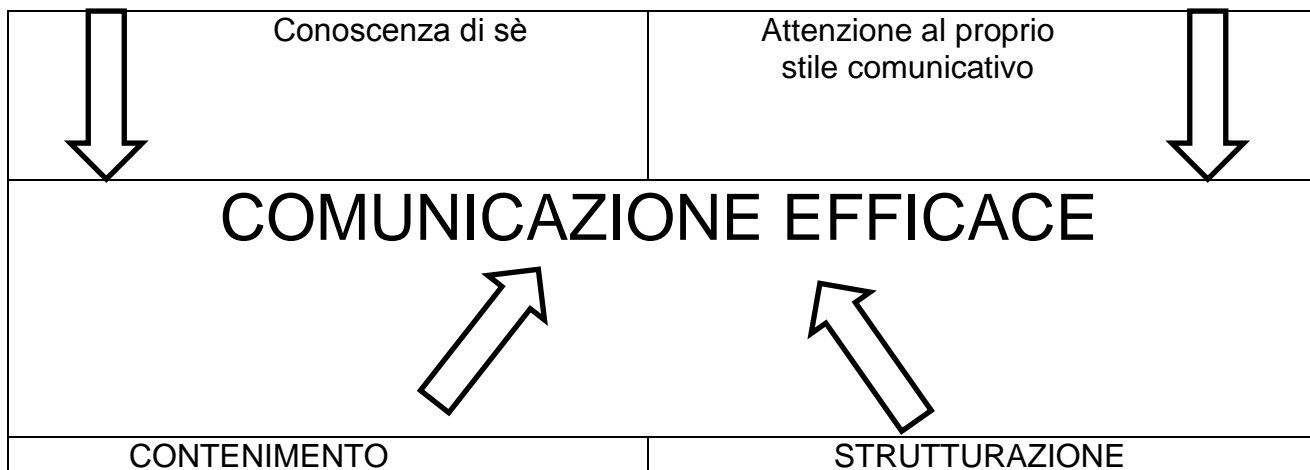 Conoscenza di sè
Attenzione al proprio
stile comunicativo
COMUNICAZIONE EFFICACE
CONTENIMENTO
STRUTTURAZIONE